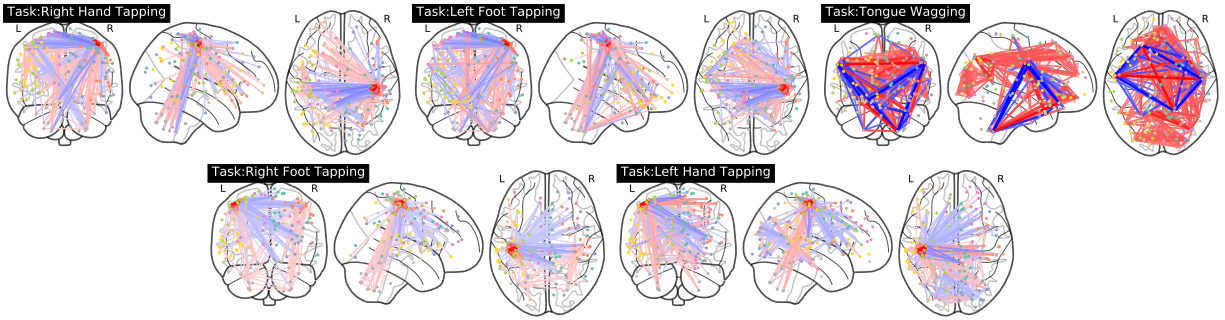 Task:Right Hand Tapping
L R
Task:Left Foot Tapping
L R
Task:Tongue Wagging
L R
L R
L R
L R
Task:Right Foot Tapping
L R
Task:Left Hand Tapping
L R
L R
L R